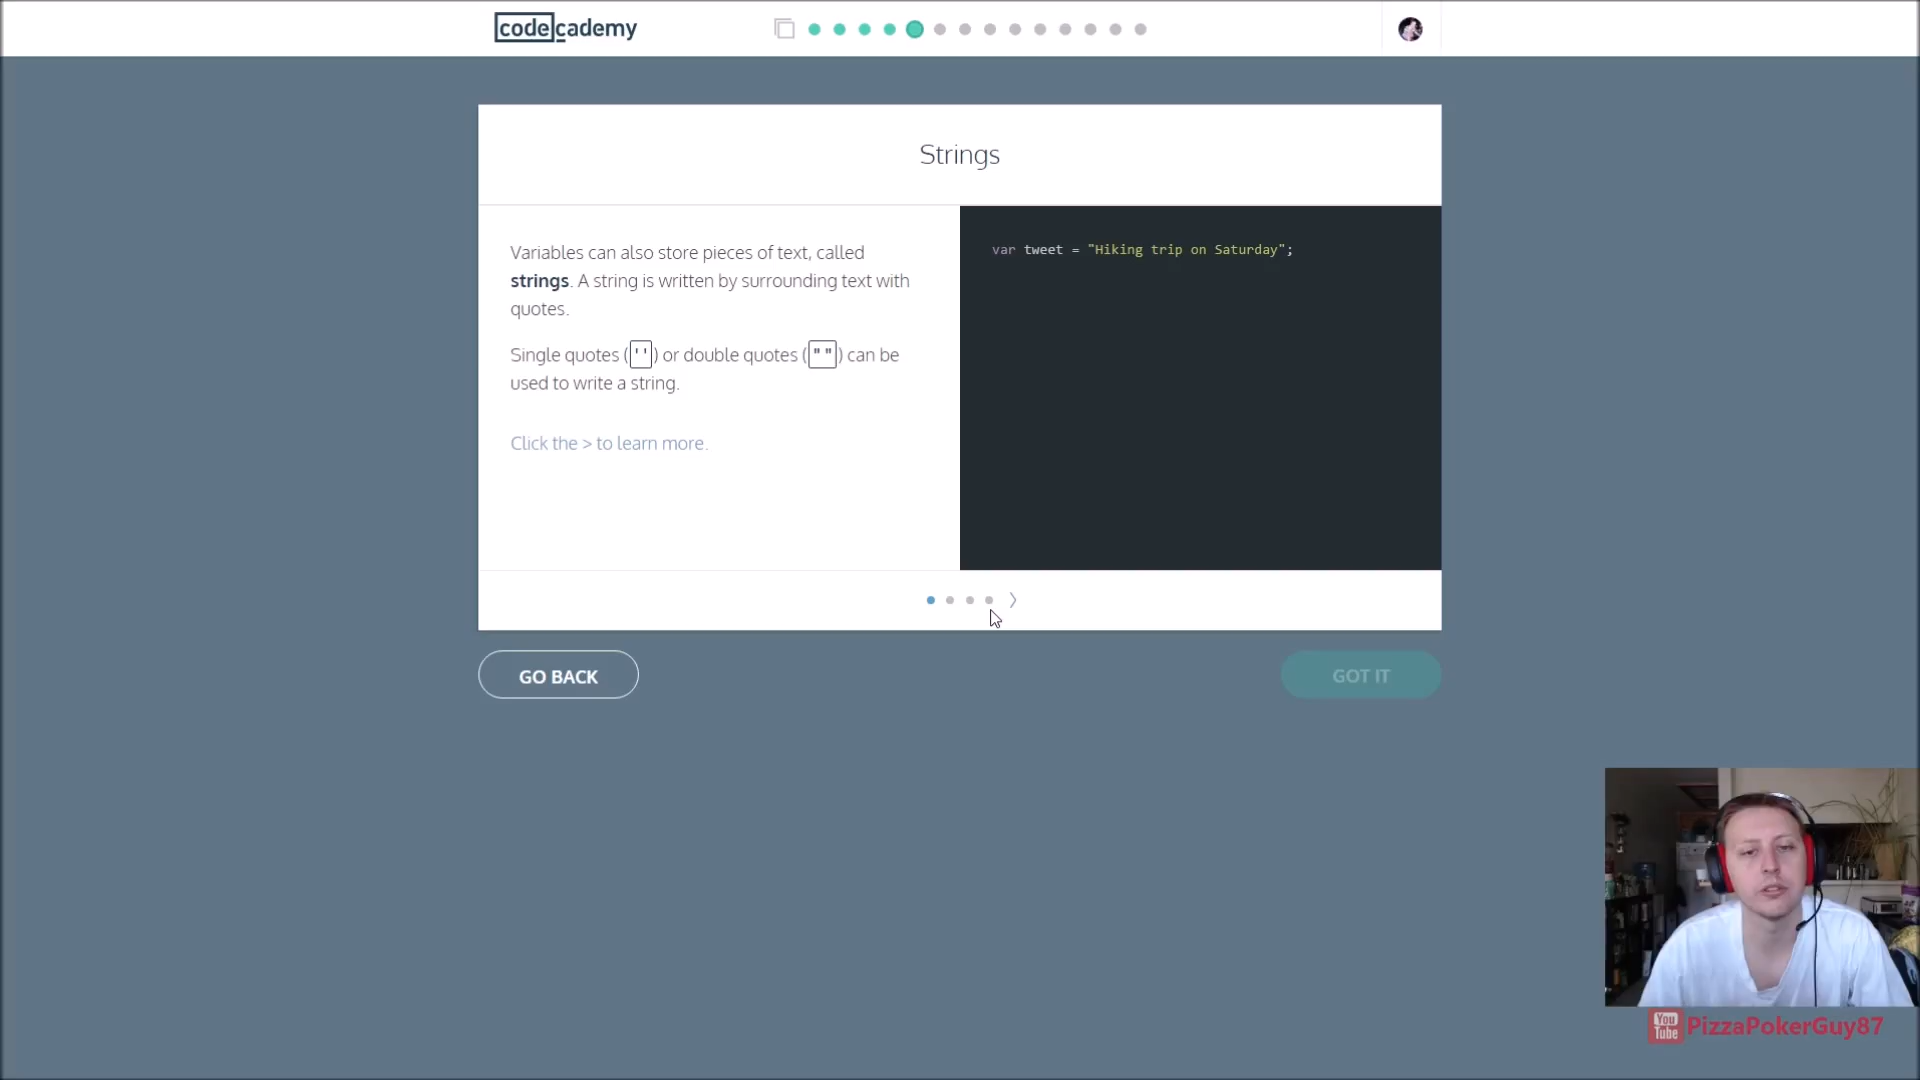 codecademy
Strings
Variables can also store pieces of text, called
strings. A string is written by surrounding text with
quotes.
Single quotes (' ') or double quotes (" ") can be
used to write a string.
Click the > to learn more.
var tweet = "Hiking trip on Saturday";
GO BACK
GOT IT
You
Tube
PizzaPokerGuy87